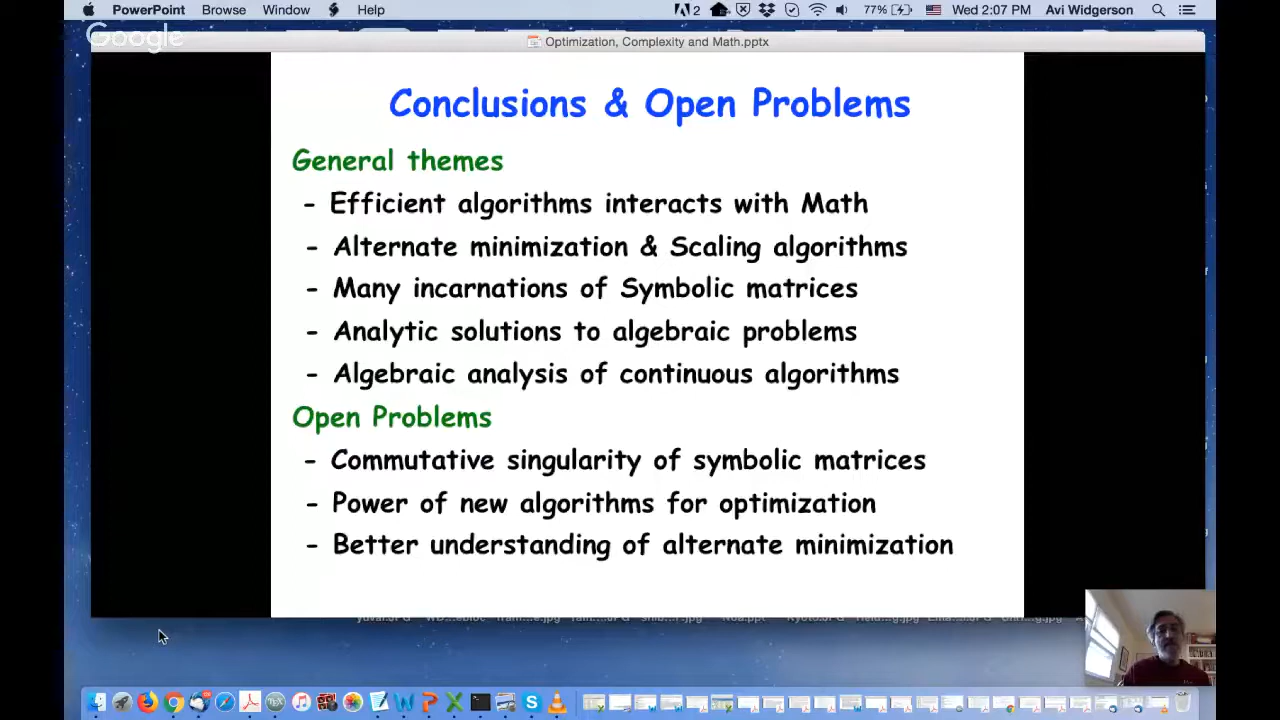 PowerPoint Browse Window Help 2 77% Wed 2:07 PM Avi Widgerson
Google
Optimization, Complexity and Math.pptx
Conclusions & Open Problems
General themes
- Efficient algorithms interacts with Math
- Alternate minimization & Scaling algorithms
- Many incarnations of Symbolic matrices
- Analytic solutions to algebraic problems
- Algebraic analysis of continuous algorithms
Open Problems
- Commutative singularity of symbolic matrices
- Power of new algorithms for optimization
- Better understanding of alternate minimization